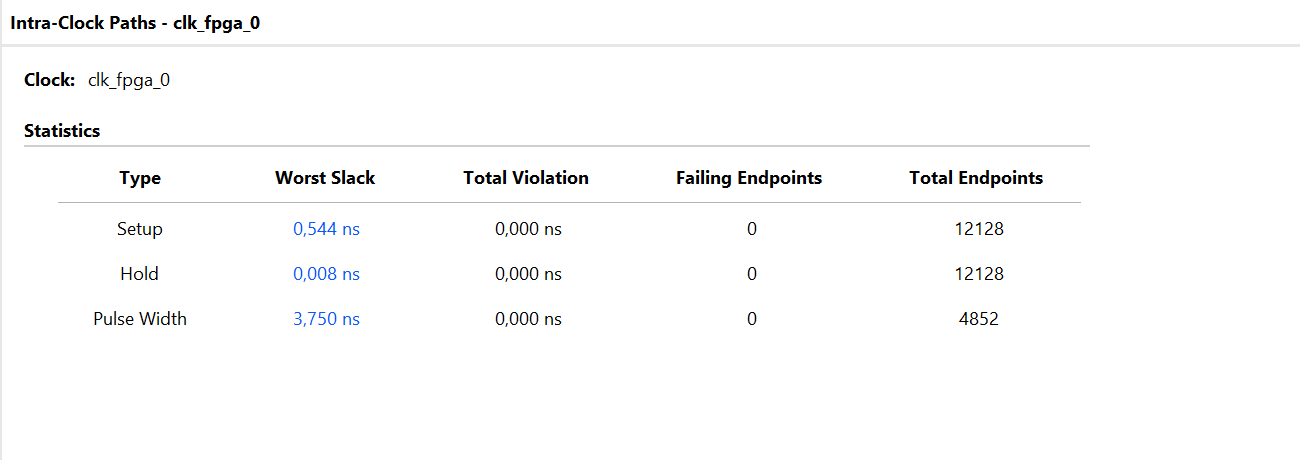 Intra-Clock Paths - clk_fpga_0
Clock: clk_fpga_0
Statistics
Type Worst Slack Total Violation Failing Endpoints Total Endpoints
Setup 0,544 ns 0,000 ns 0 12128
Hold 0,008 ns 0,000 ns 0 12128
Pulse Width 3,750 ns 0,000 ns 0 4852